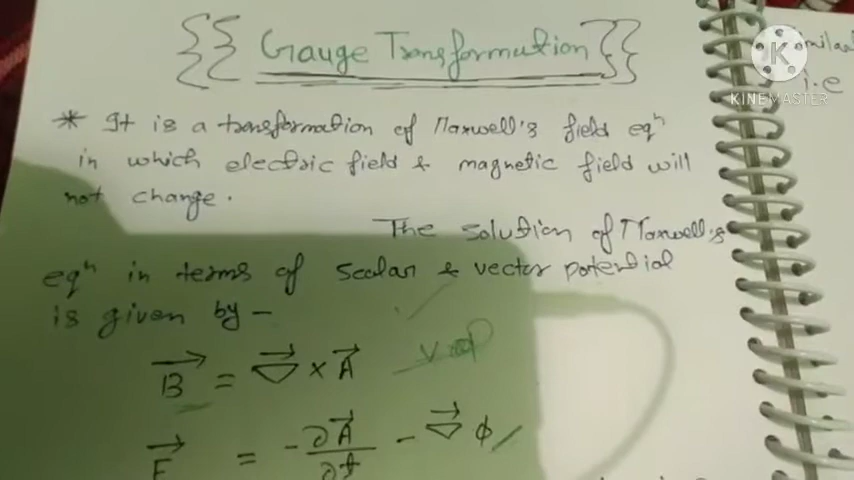 {{ Gauge Transformation }}
* It is a transformation of Maxwell's field eqⁿ
in which electric field & magnetic field will
not change.
The solution of Maxwell's
eqⁿ in terms of scalar & vector potential
is given by -
B⃗ = ∇⃗ × A⃗
E⃗ = -∂A⃗/∂t - ∇⃗ϕ
i.e
K
KINEMASTER